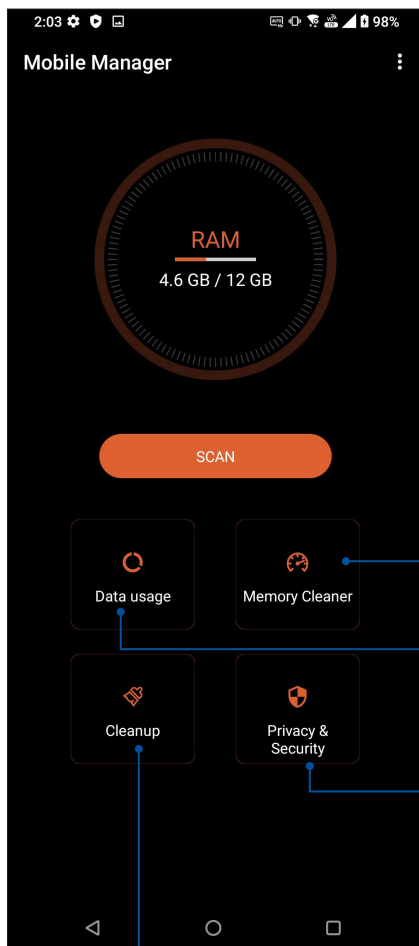 2:03 98%
Mobile Manager
RAM
4.6 GB / 12 GB
SCAN
Data usage
Memory Cleaner
Cleanup
Privacy &
Security